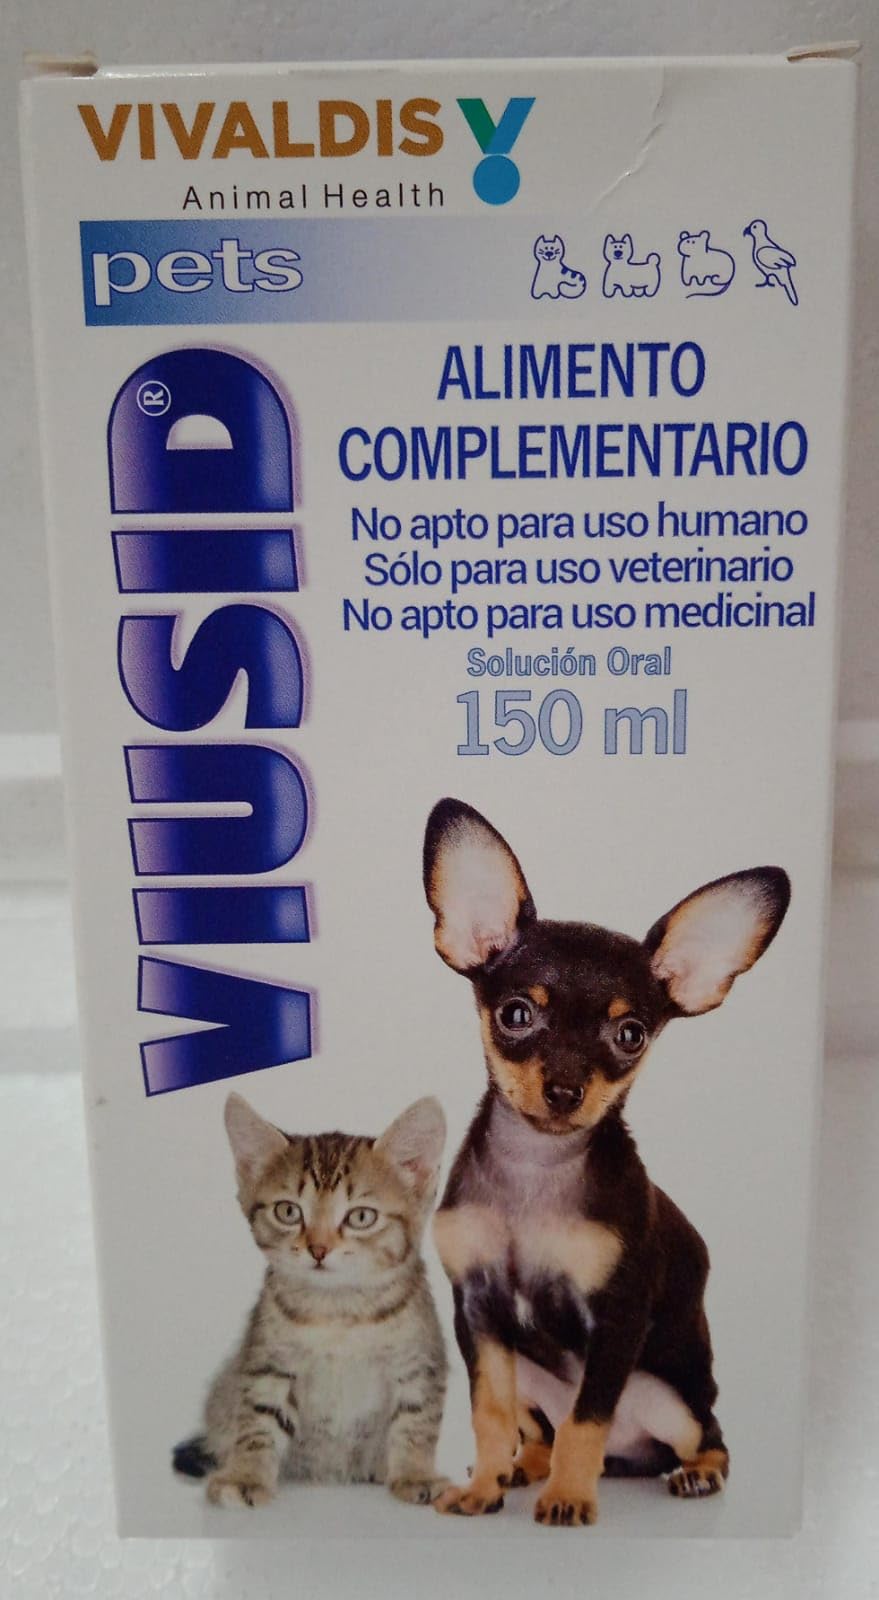 VIVALDIS
Animal Health
pets
VIUSID®
ALIMENTO
COMPLEMENTARIO
No apto para uso humano
Sólo para uso veterinario
No apto para uso medicinal
Solución Oral
150 ml